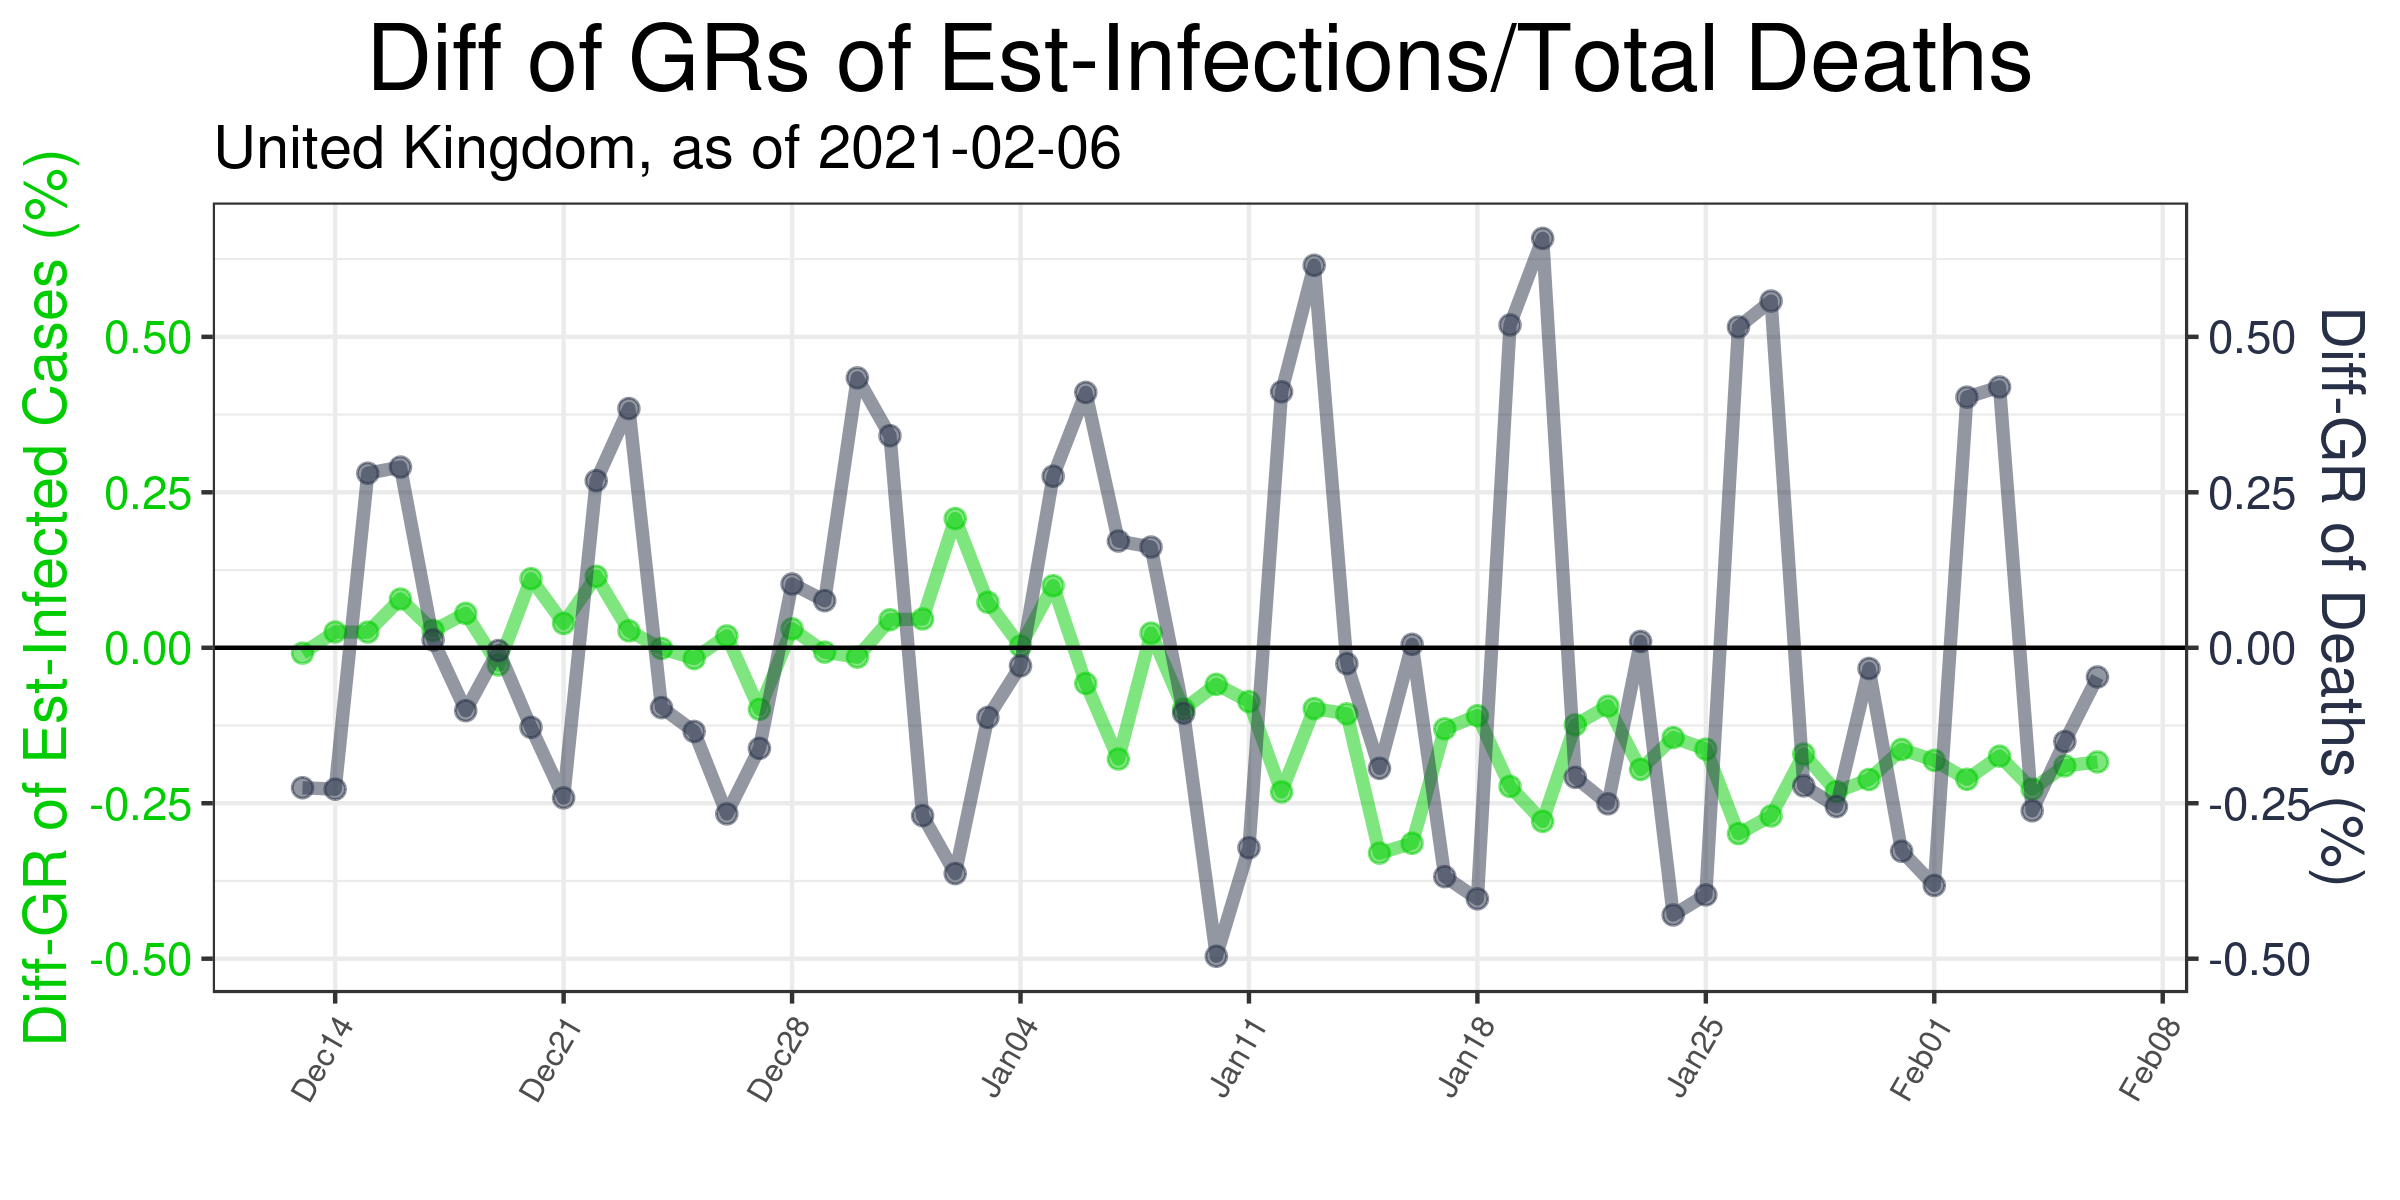 Diff of GRs of Est-Infections/Total Deaths
United Kingdom, as of 2021-02-06
Diff-GR of Est-Infected Cases (%)
0.50
0.25
0.00
-0.25
-0.50
0.50
0.25
0.00
-0.25
-0.50
Diff-GR of Deaths (%)
Dec14
Dec21
Dec28
Jan04
Jan11
Jan18
Jan25
Feb01
Feb08